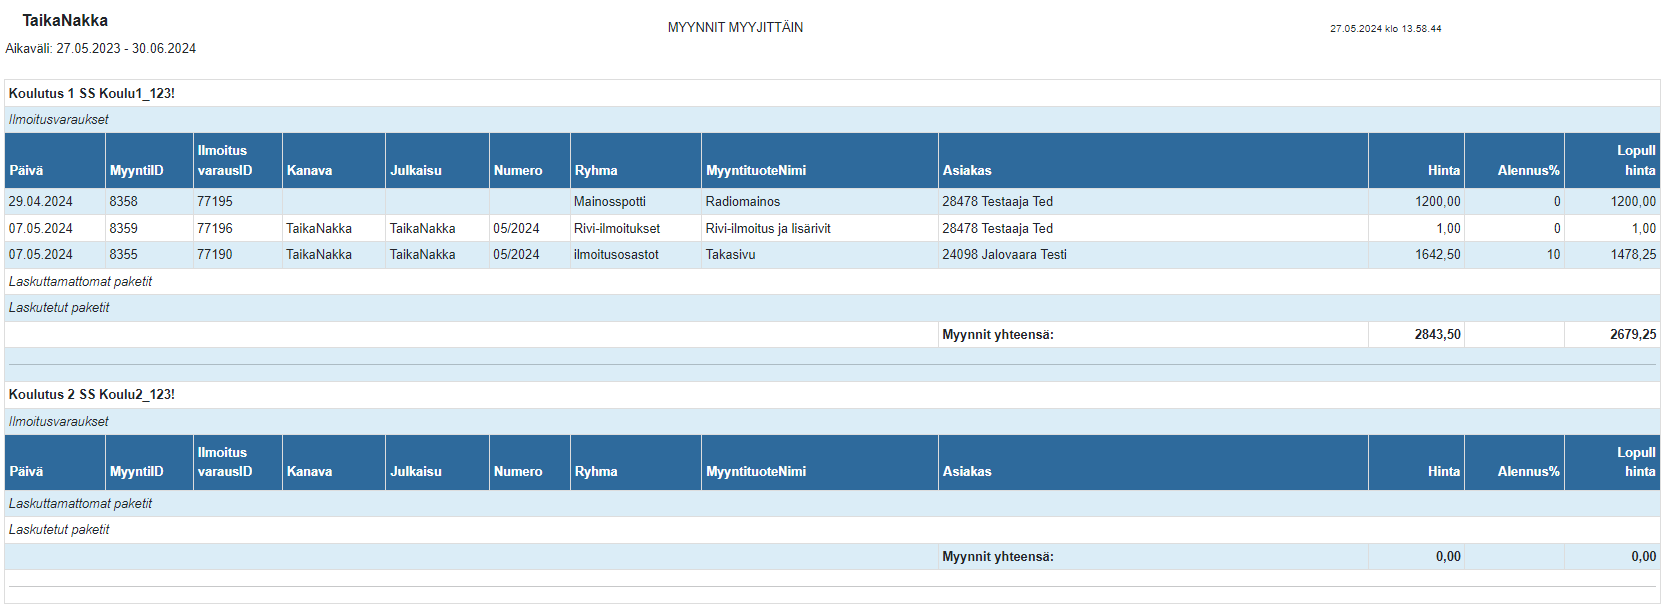 TaikaNakka
MYYNNIT MYYJITTÄIN
27.05.2024 klo 13.58.44
Aikaväli: 27.05.2023 - 30.06.2024
Koulutus 1 SS Koulu1_123!
Ilmoitusvaraukset
Päivä MyyntiID Ilmoitus varausID Kanava Julkaisu Numero Ryhma MyyntituoteNimi Asiakas Hinta Alennus% Lopull hinta
29.04.2024 8358 77195 Mainosspotti Radiomainos 28478 Testaaja Ted 1200,00 0 1200,00
07.05.2024 8359 77196 TaikaNakka TaikaNakka 05/2024 Rivi-ilmoitukset Rivi-ilmoitus ja lisärivit 28478 Testaaja Ted 1,00 0 1,00
07.05.2024 8355 77190 TaikaNakka TaikaNakka 05/2024 ilmoitusosastot Takasivu 24098 Jalovaara Testi 1642,50 10 1478,25
Laskuttamattomat paketit
Laskutetut paketit
Myynnit yhteensä: 2843,50 2679,25
Koulutus 2 SS Koulu2_123!
Ilmoitusvaraukset
Päivä MyyntiID Ilmoitus varausID Kanava Julkaisu Numero Ryhma MyyntituoteNimi Asiakas Hinta Alennus% Lopull hinta
Laskuttamattomat paketit
Laskutetut paketit
Myynnit yhteensä: 0,00 0,00